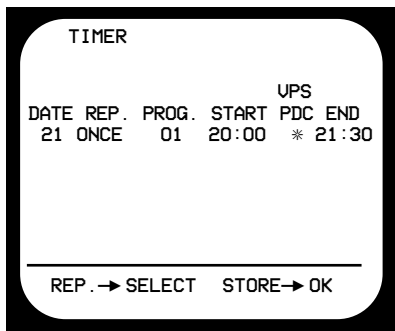 TIMER
VPS
DATE REP. PROG. START PDC END
21 ONCE 01 20:00 ✳ 21:30
REP.→SELECT STORE→OK